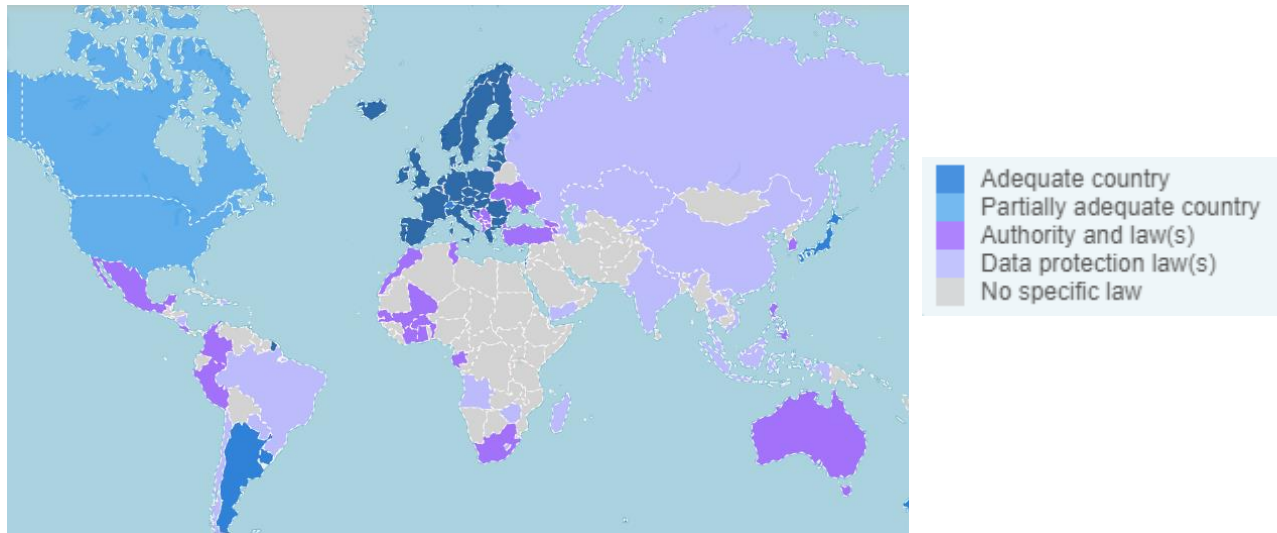 Adequate country
Partially adequate country
Authority and law(s)
Data protection law(s)
No specific law